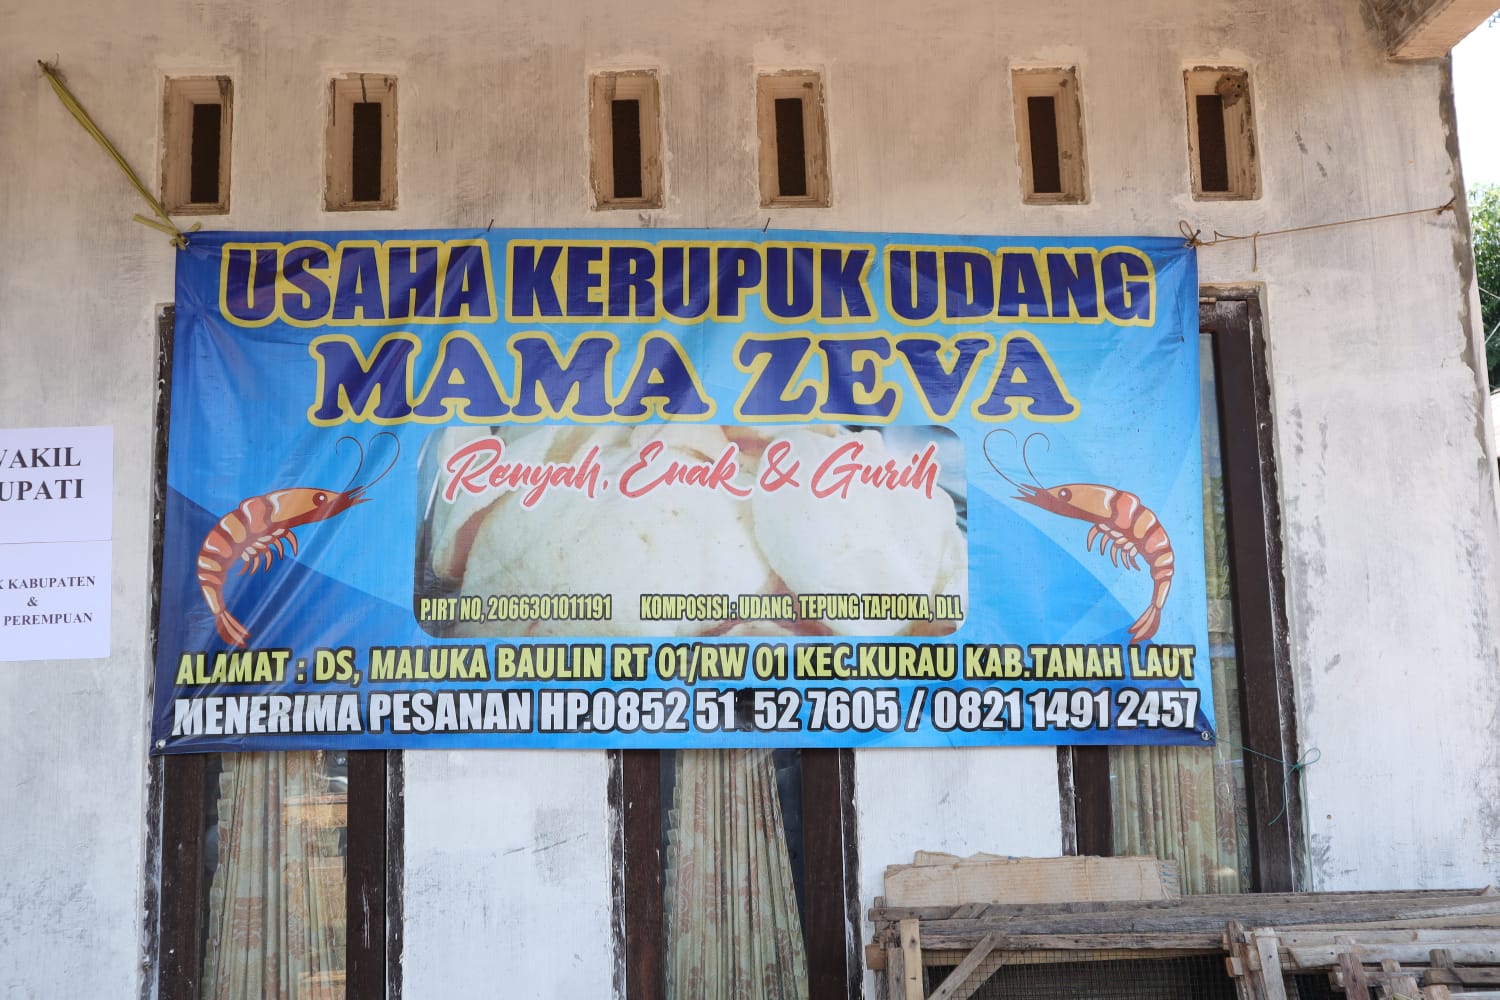 USAHA KERUPUK UDANG
MAMA ZEVA
Renyah, Enak & Gurih
P.IRT NO, 2066301011191 KOMPOSISI : UDANG, TEPUNG TAPIOKA, DLL
ALAMAT : DS, MALUKA BAULIN RT 01/RW 01 KEC.KURAU KAB.TANAH LAUT
MENERIMA PESANAN HP.0852 51 52 7605 / 0821 1491 2457
WAKIL
UPATI
K KABUPATEN
&
PEREMPUAN